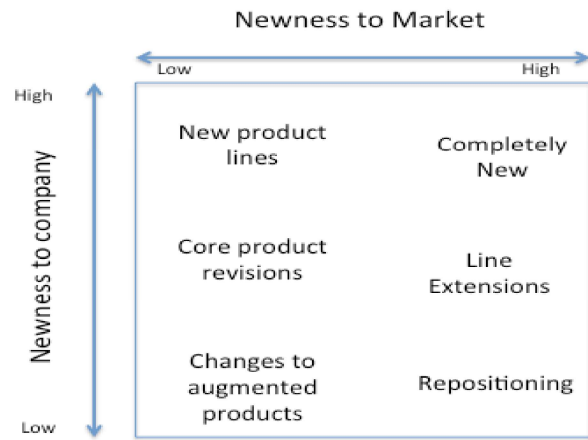 Newness to Market
Low
High
High
Newness to company
Low
New product
lines
Completely
New
Core product
revisions
Line
Extensions
Changes to
augmented
products
Repositioning